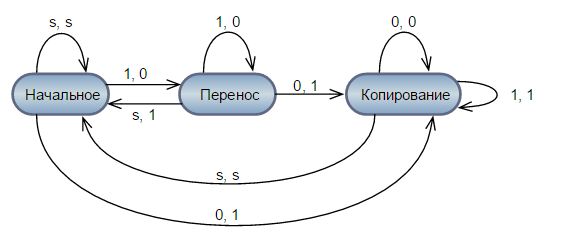 s, s
1, 0
0, 0
1, 0
0, 1
Начальное
Перенос
Копирование
1, 1
s, 1
s, s
0, 1